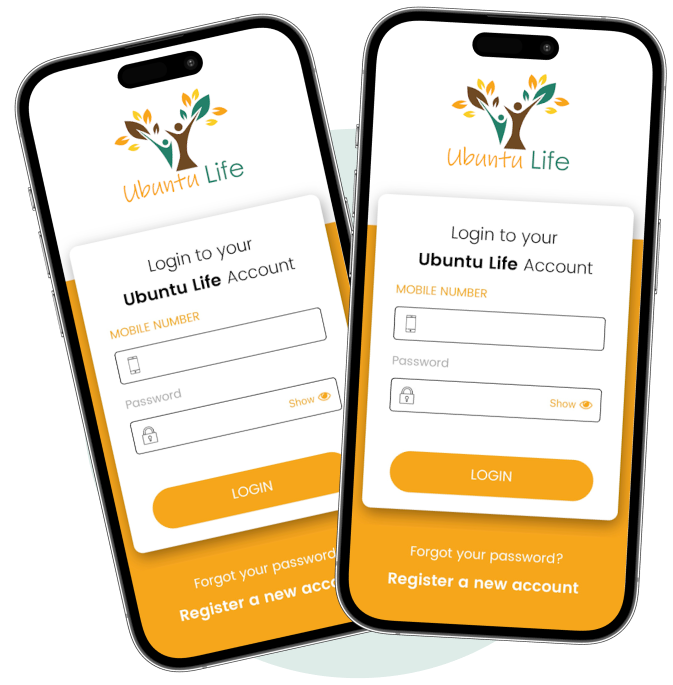 Ubuntu Life
Login to your
Ubuntu Life Account
MOBILE NUMBER
Password
Show
LOGIN
Forgot your password
Register a new acco
Ubuntu Life
Login to your
Ubuntu Life Account
MOBILE NUMBER
Password
Show
LOGIN
Forgot your password?
Register a new account